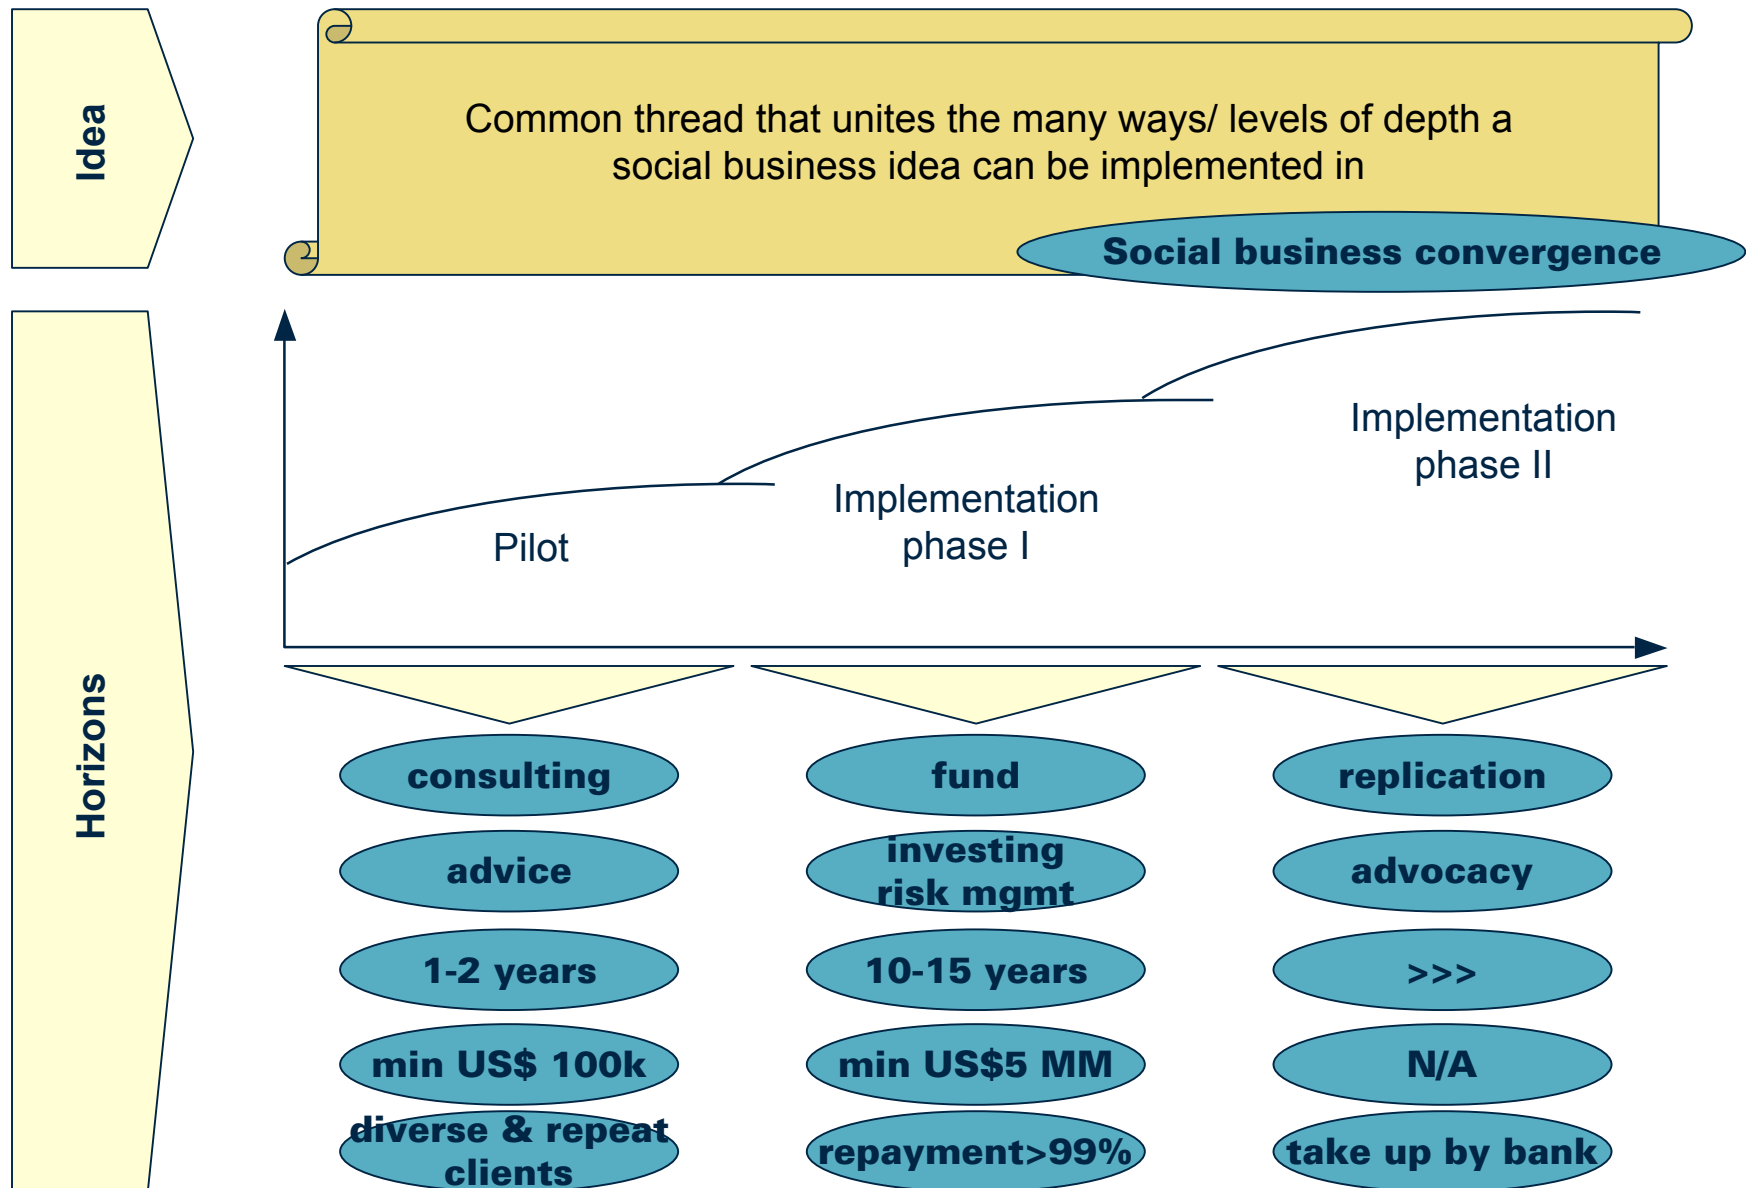 Idea
Common thread that unites the many ways/ levels of depth a
social business idea can be implemented in
Social business convergence
Horizons
Pilot
Implementation
phase I
Implementation
phase II
consulting
fund
replication
advice
investing
risk mgmt
advocacy
1-2 years
10-15 years
>>>
min US$ 100k
min US$5 MM
N/A
diverse & repeat
clients
repayment>99%
take up by bank